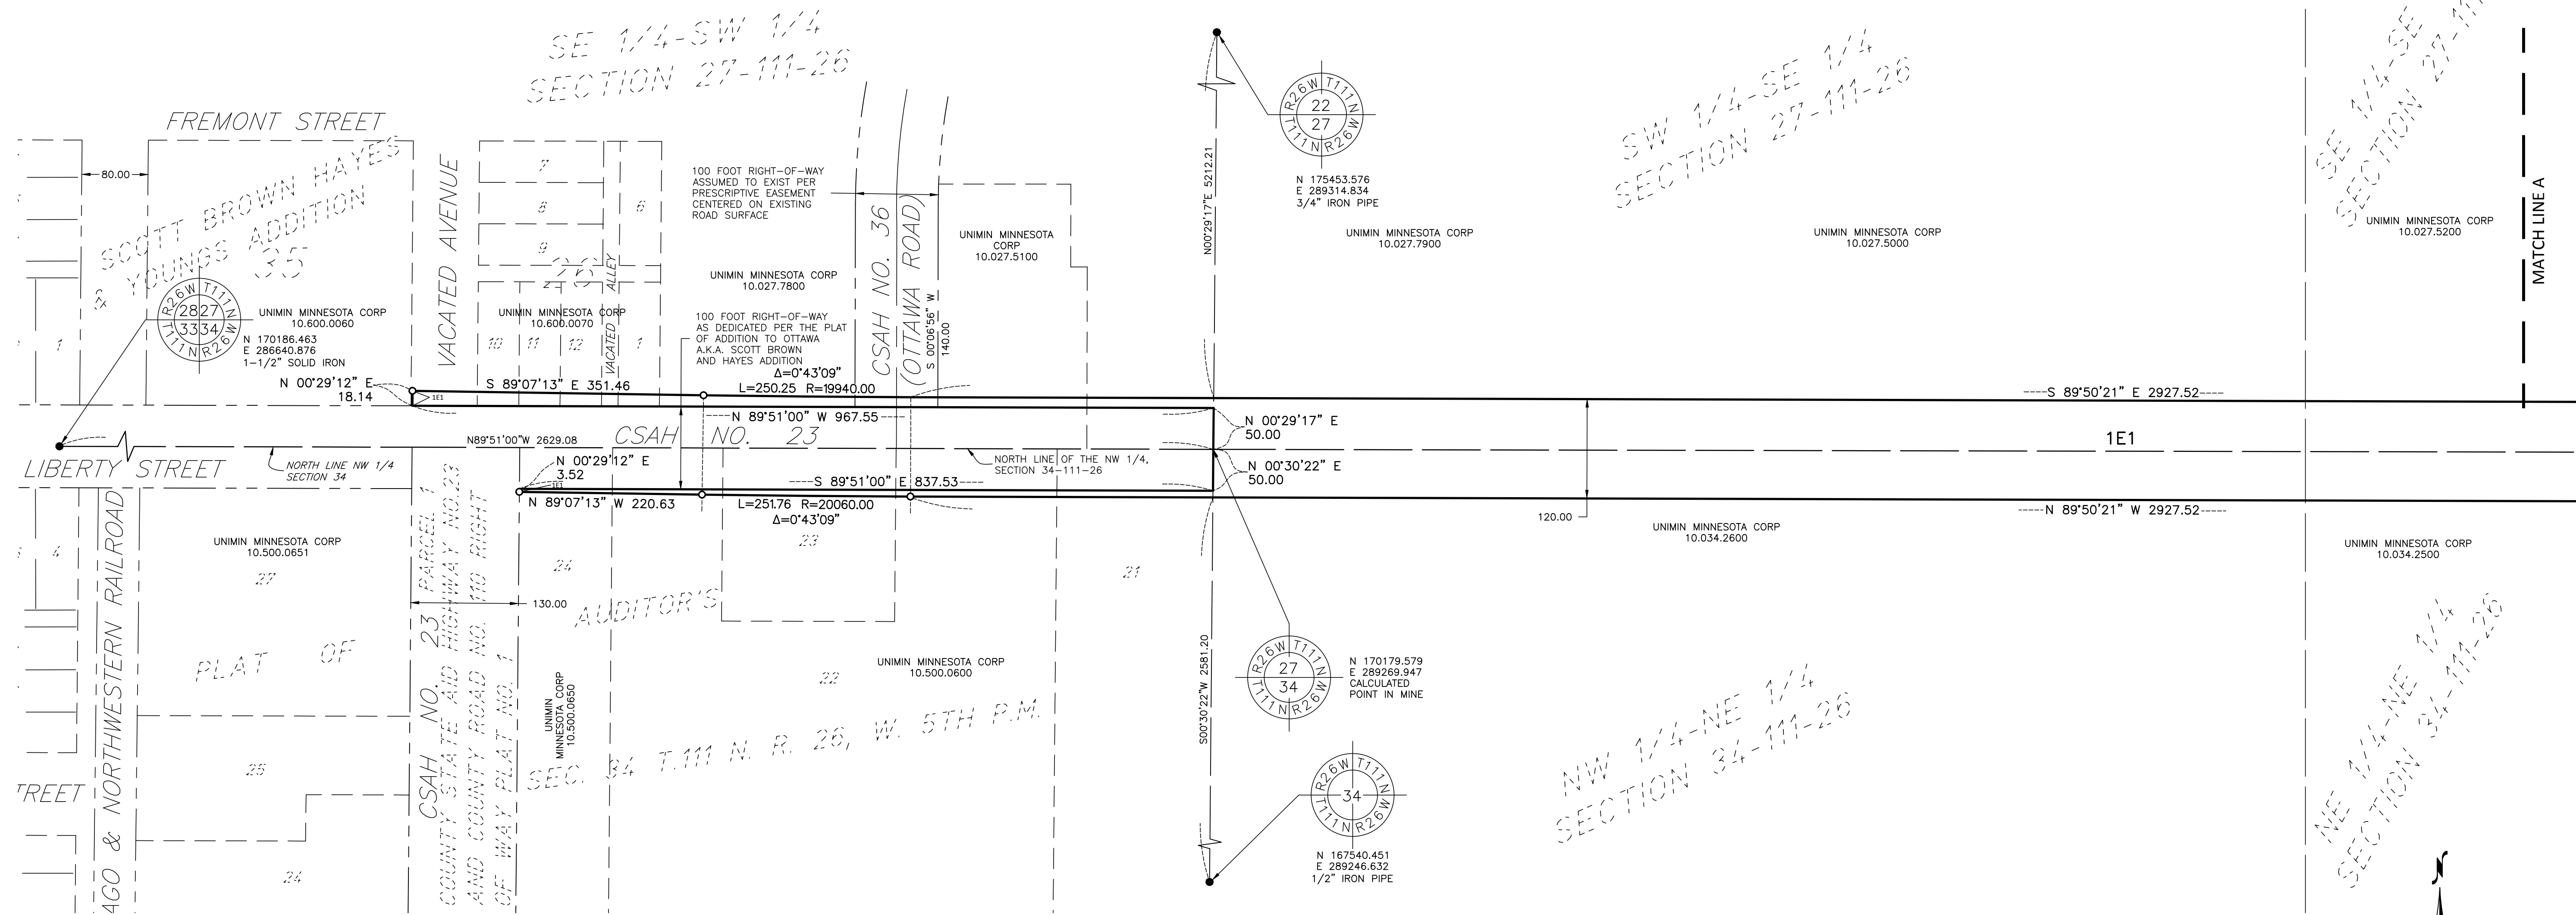 SE 1/4-SW 1/4
SECTION 27-111-26
FREMONT STREET
80.00
SCOTT BROWN HAYES
& YOUNGS ADDITION
35
VACATED AVENUE
7
8
9
6
26
VACATED ALLEY
10
11
12
1
1
100 FOOT RIGHT-OF-WAY
ASSUMED TO EXIST PER
PRESCRIPTIVE EASEMENT
CENTERED ON EXISTING
ROAD SURFACE
UNIMIN MINNESOTA CORP
10.027.7800
100 FOOT RIGHT-OF-WAY
AS DEDICATED PER THE PLAT
OF ADDITION TO OTTAWA
A.K.A. SCOTT BROWN
AND HAYES ADDITION
CSAH NO. 36
(OTTAWA ROAD)
S 00°06'56" W
140.00
UNIMIN MINNESOTA
CORP
10.027.5100
R26W T111N
22
27
T111N R26W
N 175453.576
E 289314.834
3/4" IRON PIPE
N00°29'17"E 5212.21
UNIMIN MINNESOTA CORP
10.027.7900
SW 1/4-SE 1/4
SECTION 27-111-26
UNIMIN MINNESOTA CORP
10.027.5000
SE 1/4-SE
SECTION 27-11
UNIMIN MINNESOTA CORP
10.027.5200
MATCH LINE A
R26W T111N
28 27
33 34
T111N R26W
UNIMIN MINNESOTA CORP
10.600.0060
N 170186.463
E 286640.876
1-1/2" SOLID IRON
UNIMIN MINNESOTA CORP
10.600.0070
N 00°29'12" E
18.14
1E1
S 89°07'13" E 351.46
Δ=0°43'09"
L=250.25 R=19940.00
N 89°51'00" W 967.55
S 89°50'21" E 2927.52
N89°51'00"W 2629.08
CSAH NO. 23
N 00°29'17" E
50.00
1E1
LIBERTY STREET
NORTH LINE NW 1/4
SECTION 34
N 00°29'12" E
3.52
1E1
NORTH LINE OF THE NW 1/4,
SECTION 34-111-26
N 00°30'22" E
50.00
S 89°51'00" E 837.53
N 89°07'13" W 220.63
L=251.76 R=20060.00
Δ=0°43'09"
120.00
N 89°50'21" W 2927.52
UNIMIN MINNESOTA CORP
10.034.2600
UNIMIN MINNESOTA CORP
10.034.2500
4
AGO & NORTHWESTERN RAILROAD
UNIMIN MINNESOTA CORP
10.500.0651
27
PLAT OF
25
24
TREET
CSAH NO. 23 PARCEL 1
COUNTY STATE AID HIGHWAY NO.23
AND COUNTY ROAD NO. 110 RIGHT
OF WAY PLAT NO. 1
130.00
24
23
21
22
AUDITOR'S
UNIMIN
MINNESOTA CORP
10.500.0650
UNIMIN MINNESOTA CORP
10.500.0600
SEC. 34 T.111 N. R. 26, W. 5TH P.M.
S00°30'22"W 2581.20
R26W T111N
27
34
T111N R26W
N 170179.579
E 289269.947
CALCULATED
POINT IN MINE
R26W T111N
34
T111N R26W
N 167540.451
E 289246.632
1/2" IRON PIPE
NW 1/4-NE 1/4
SECTION 34-111-26
NE 1/4-NE 1/4
SECTION 34-111-26
N